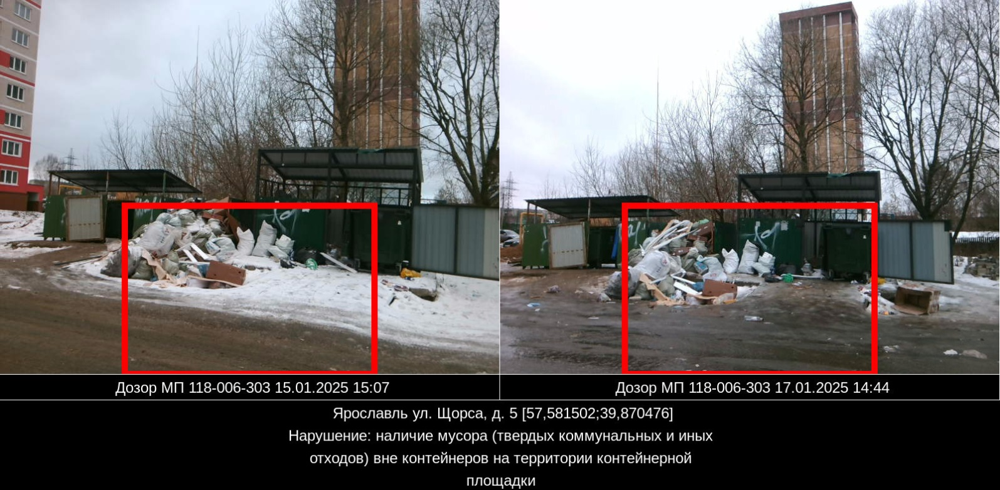 Дозор МП 118-006-303 15.01.2025 15:07
Дозор МП 118-006-303 17.01.2025 14:44
Ярославль ул. Щорса, д. 5 [57,581502;39,870476]
Нарушение: наличие мусора (твердых коммунальных и иных
отходов) вне контейнеров на территории контейнерной
площадки